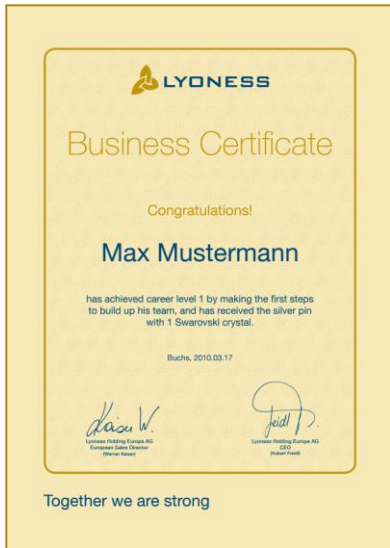 LYONESS
Business Certificate
Congratulations!
Max Mustermann
has achieved career level 1 by making the first steps
to build up his team, and has received the silver pin
with 1 Swarovski crystal.
Buchs, 2010.03.17
Kaiser W.
Lyoness Holding Europe AG
European Sales Director
(Werner Kaiser)
Freidl
Lyoness Holding Europe AG
CEO
(Hubert Freidl)
Together we are strong